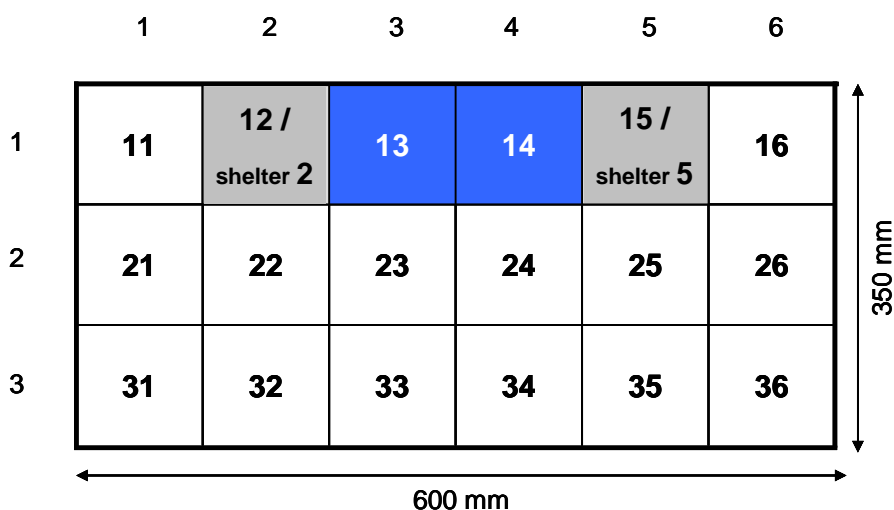 1 2 3 4 5 6
1 11 12 / shelter 2 13 14 15 / shelter 5 16
2 21 22 23 24 25 26
3 31 32 33 34 35 36
350 mm
600 mm